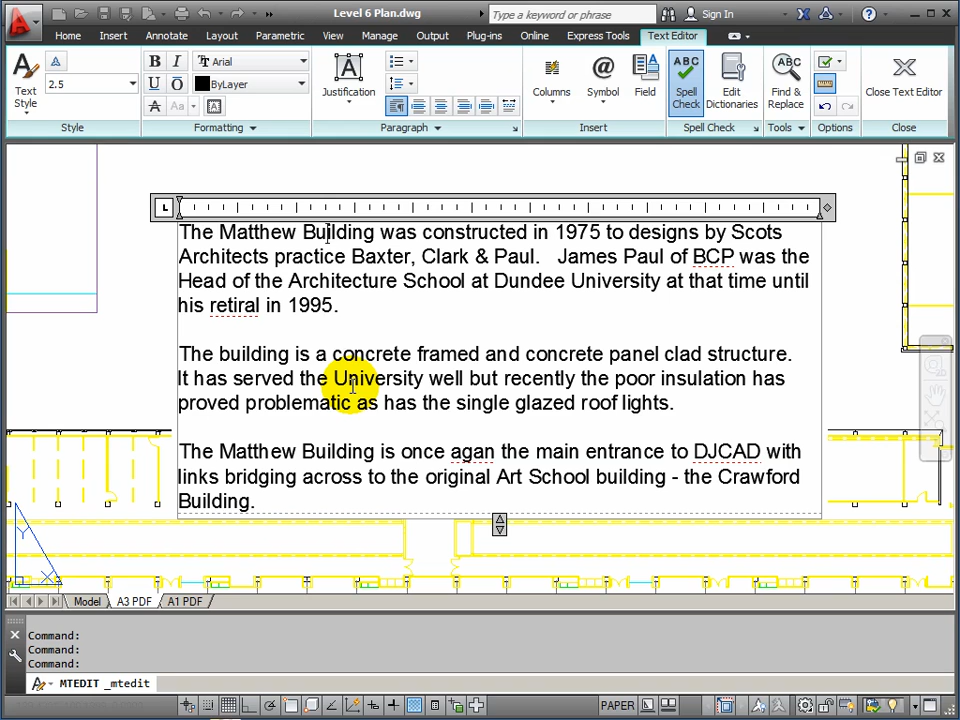 Level 6 Plan.dwg
Type a keyword or phrase
Sign In
Home Insert Annotate Layout Parametric View Manage Output Plug-ins Online Express Tools Text Editor
Text Style
2.5
Style
B I Arial
U O ByLayer
A Aa
Formatting
Justification
Paragraph
Columns Symbol Field
Insert
ABC
Spell Check
Edit Dictionaries
Spell Check
Find & Replace
Tools
Options
Close Text Editor
Close
L
The Matthew Building was constructed in 1975 to designs by Scots
Architects practice Baxter, Clark & Paul. James Paul of BCP was the
Head of the Architecture School at Dundee University at that time until
his retiral in 1995.
The building is a concrete framed and concrete panel clad structure.
It has served the University well but recently the poor insulation has
proved problematic as has the single glazed roof lights.
The Matthew Building is once agan the main entrance to DJCAD with
links bridging across to the original Art School building - the Crawford
Building.
Y
X
Model A3 PDF A1 PDF
Command:
Command:
Command:
MTEDIT _mtedit
PAPER